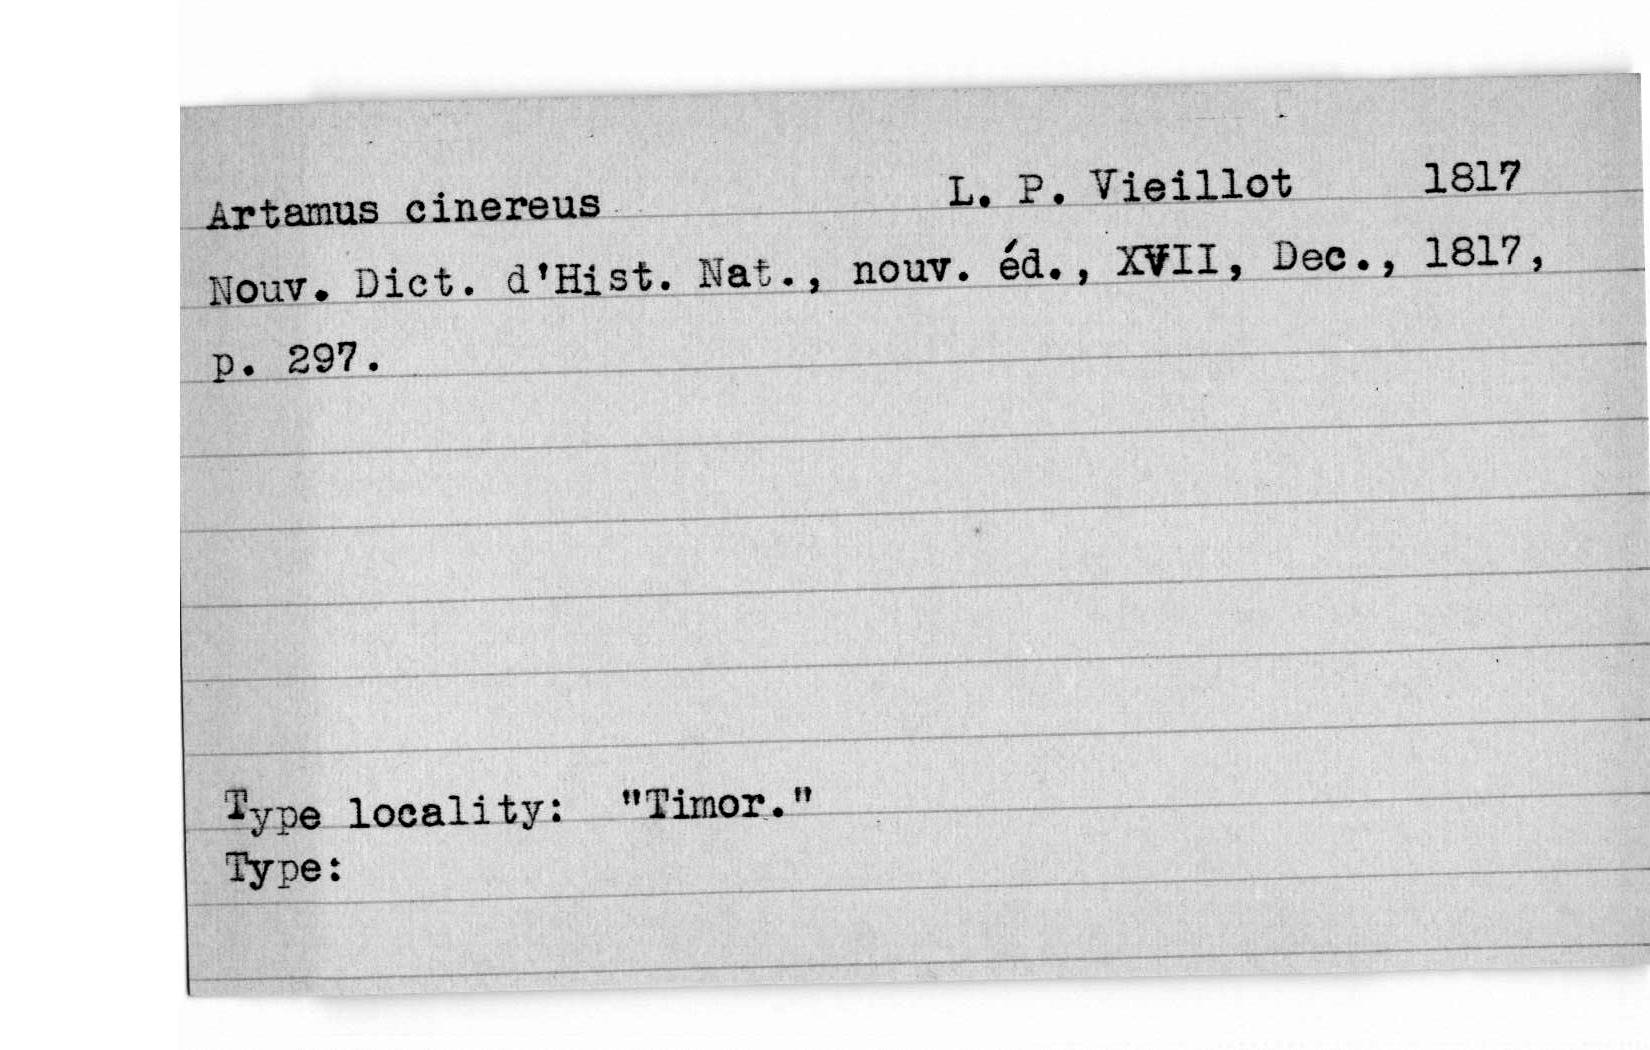 Artamus cinereus L. P. Vieillot 1817
Nouv. Dict. d'Hist. Nat., nouv. éd., XVII, Dec., 1817,
p. 297.
Type locality: "Timor."
Type: